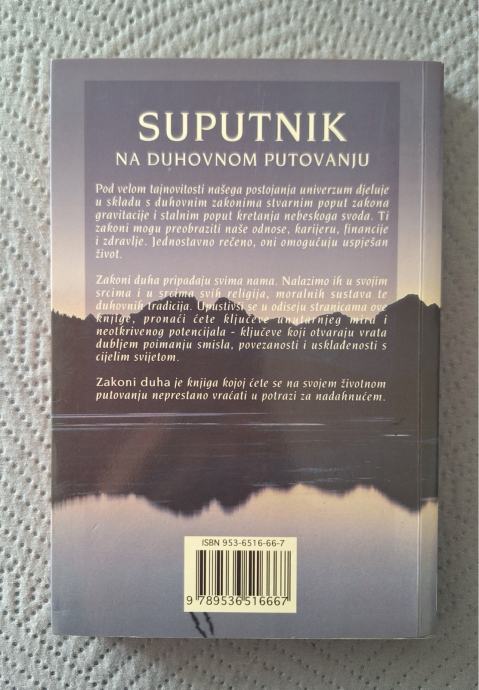 SUPUTNIK
NA DUHOVNOM PUTOVANJU
Pod velom tajnovitosti našega postojanja univerzum djeluje
u skladu s duhovnim zakonima stvarnim poput zakona
gravitacije i stalnim poput kretanja nebeskoga svoda. Ti
zakoni mogu preobraziti naše odnose, karijeru, financije
i zdravlje. Jednostavno rečeno, oni omogućuju uspješan
život.
Zakoni duha pripadaju svima nama. Nalazimo ih u svojim
srcima i u srcima svih religija, moralnih sustava te
duhovnih tradicija. Upustivši se u odiseju stranicama ove
knjige, pronaći ćete ključeve unutarnjeg mira i
neotkrivenog potencijala - ključeve koji otvaraju vrata
dubljem poimanju smisla, povezanosti i usklađenosti s
cijelim svijetom.
Zakoni duha je knjiga kojoj ćete se na svojem životnom
putovanju neprestano vraćati u potrazi za nadahnućem.
ISBN 953-6516-66-7
9 789536 516667